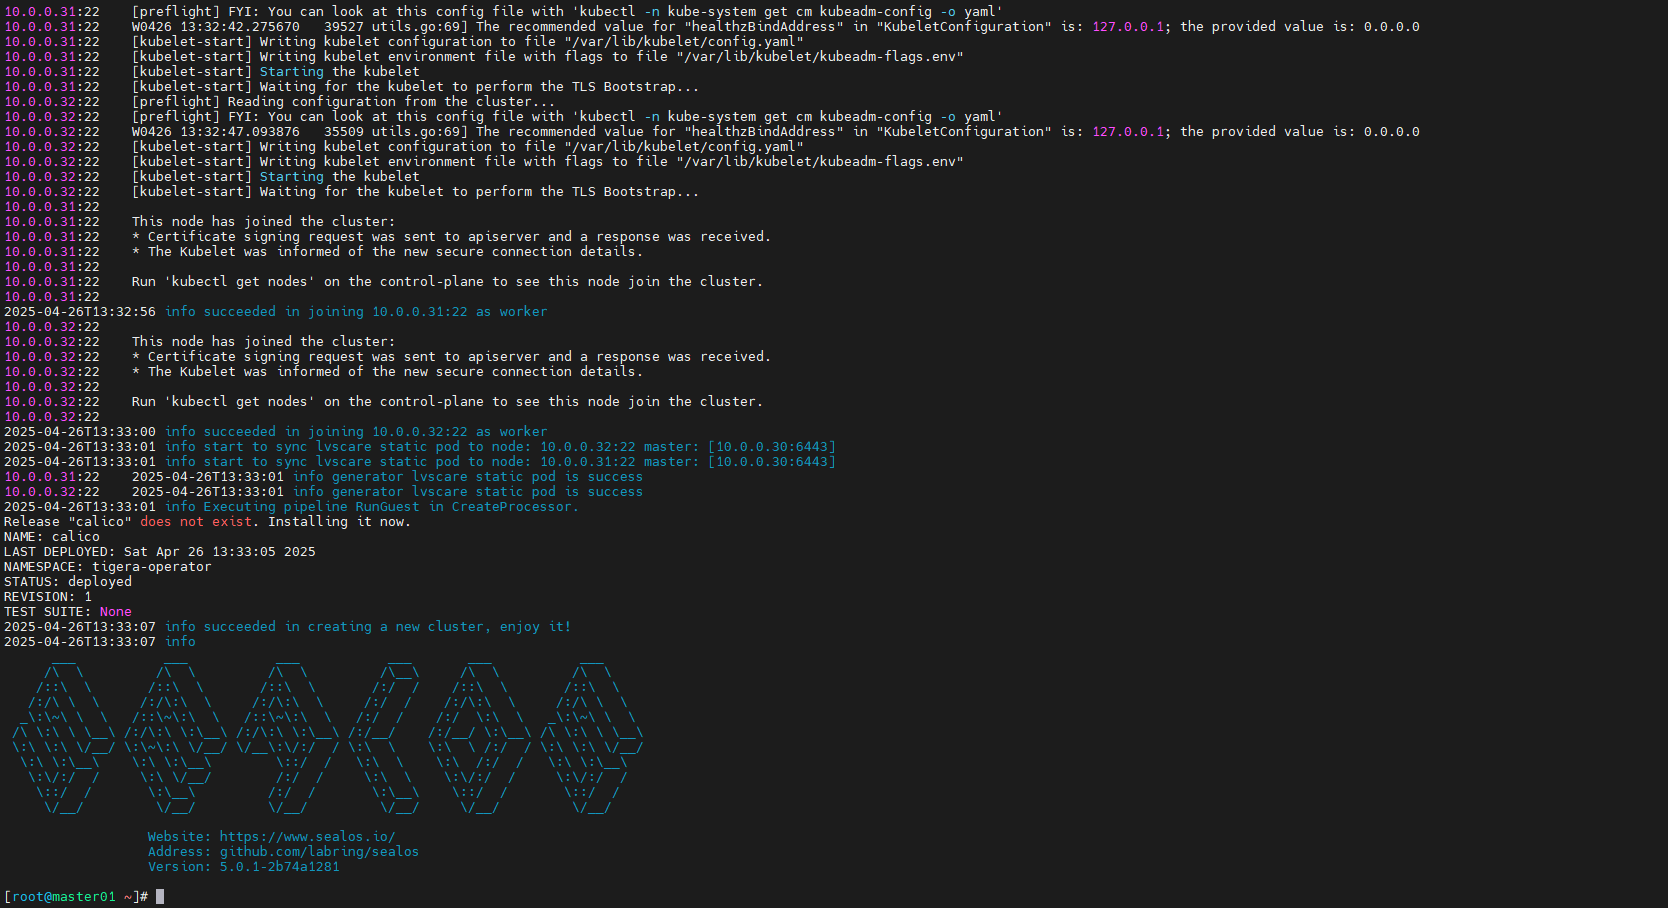 10.0.0.31:22    [preflight] FYI: You can look at this config file with 'kubectl -n kube-system get cm kubeadm-config -o yaml'
10.0.0.31:22    W0426 13:32:42.275670   39527 utils.go:69] The recommended value for "healthzBindAddress" in "KubeletConfiguration" is: 127.0.0.1; the provided value is: 0.0.0.0
10.0.0.31:22    [kubelet-start] Writing kubelet configuration to file "/var/lib/kubelet/config.yaml"
10.0.0.31:22    [kubelet-start] Writing kubelet environment file with flags to file "/var/lib/kubelet/kubeadm-flags.env"
10.0.0.31:22    [kubelet-start] Starting the kubelet
10.0.0.31:22    [kubelet-start] Waiting for the kubelet to perform the TLS Bootstrap...
10.0.0.32:22    [preflight] Reading configuration from the cluster...
10.0.0.32:22    [preflight] FYI: You can look at this config file with 'kubectl -n kube-system get cm kubeadm-config -o yaml'
10.0.0.32:22    W0426 13:32:47.093876   35509 utils.go:69] The recommended value for "healthzBindAddress" in "KubeletConfiguration" is: 127.0.0.1; the provided value is: 0.0.0.0
10.0.0.32:22    [kubelet-start] Writing kubelet configuration to file "/var/lib/kubelet/config.yaml"
10.0.0.32:22    [kubelet-start] Writing kubelet environment file with flags to file "/var/lib/kubelet/kubeadm-flags.env"
10.0.0.32:22    [kubelet-start] Starting the kubelet
10.0.0.32:22    [kubelet-start] Waiting for the kubelet to perform the TLS Bootstrap...
10.0.0.31:22
10.0.0.31:22    This node has joined the cluster:
10.0.0.31:22    * Certificate signing request was sent to apiserver and a response was received.
10.0.0.31:22    * The Kubelet was informed of the new secure connection details.
10.0.0.31:22
10.0.0.31:22    Run 'kubectl get nodes' on the control-plane to see this node join the cluster.
10.0.0.31:22
2025-04-26T13:32:56 info succeeded in joining 10.0.0.31:22 as worker
10.0.0.32:22
10.0.0.32:22    This node has joined the cluster:
10.0.0.32:22    * Certificate signing request was sent to apiserver and a response was received.
10.0.0.32:22    * The Kubelet was informed of the new secure connection details.
10.0.0.32:22
10.0.0.32:22    Run 'kubectl get nodes' on the control-plane to see this node join the cluster.
10.0.0.32:22
2025-04-26T13:33:00 info succeeded in joining 10.0.0.32:22 as worker
2025-04-26T13:33:01 info start to sync lvscare static pod to node: 10.0.0.32:22 master: [10.0.0.30:6443]
2025-04-26T13:33:01 info start to sync lvscare static pod to node: 10.0.0.31:22 master: [10.0.0.30:6443]
10.0.0.31:22    2025-04-26T13:33:01 info generator lvscare static pod is success
10.0.0.32:22    2025-04-26T13:33:01 info generator lvscare static pod is success
2025-04-26T13:33:01 info Executing pipeline RunGuest in CreateProcessor.
Release "calico" does not exist. Installing it now.
NAME: calico
LAST DEPLOYED: Sat Apr 26 13:33:05 2025
NAMESPACE: tigera-operator
STATUS: deployed
REVISION: 1
TEST SUITE: None
2025-04-26T13:33:07 info succeeded in creating a new cluster, enjoy it!
2025-04-26T13:33:07 info
Website: https://www.sealos.io/
Address: github.com/labring/sealos
Version: 5.0.1-2b74a1281
[root@master01 ~]#